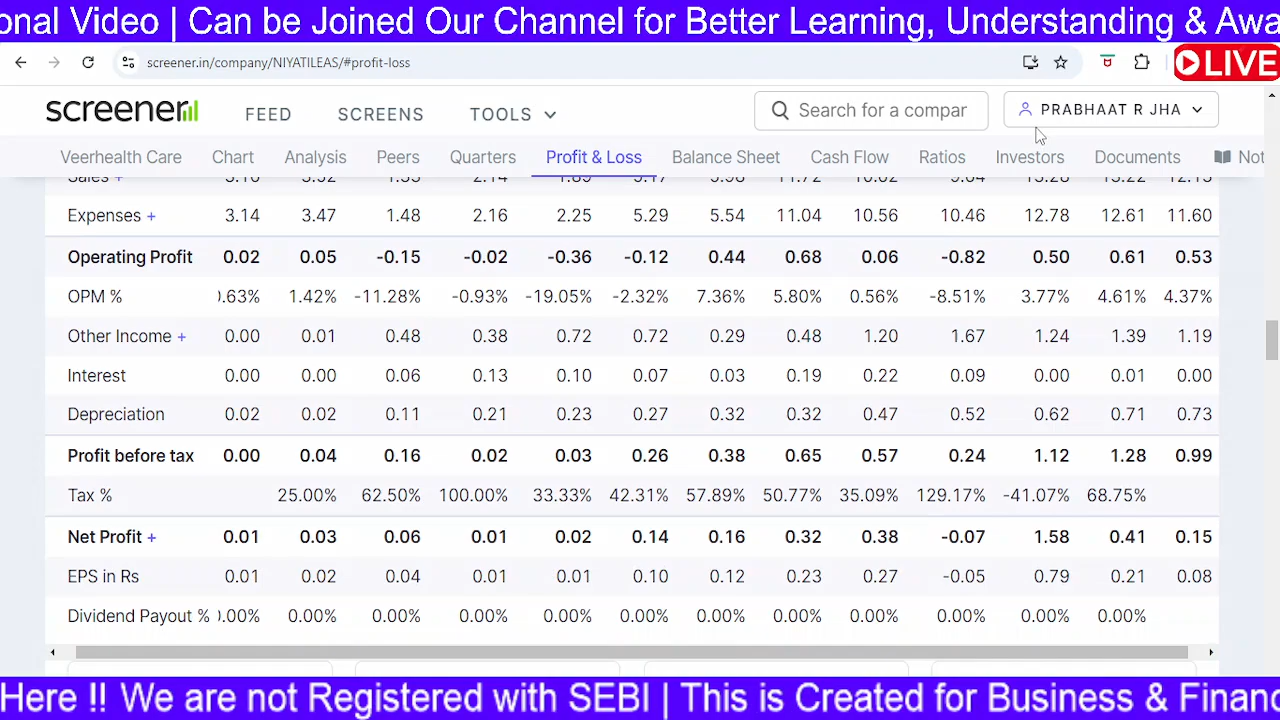 onal Video | Can be Joined Our Channel for Better Learning, Understanding & Awa
screener.in/company/NIYATILEAS/#profit-lo
LIVE
screener FEED SCREENS TOOLS Search for a compar PRABHAAT R JHA
Veerhealth Care Chart Analysis Peers Quarters Profit & Loss Balance Sheet Cash Flow Ratios Investors Documents Not
Sales +
Expenses + 3.14 3.47 1.48 2.16 2.25 5.29 5.54 11.04 10.56 10.46 12.78 12.61 11.60
Operating Profit 0.02 0.05 -0.15 -0.02 -0.36 -0.12 0.44 0.68 0.06 -0.82 0.50 0.61 0.53
OPM % 0.63% 1.42% -11.28% -0.93% -19.05% -2.32% 7.36% 5.80% 0.56% -8.51% 3.77% 4.61% 4.37%
Other Income + 0.00 0.01 0.48 0.38 0.72 0.72 0.29 0.48 1.20 1.67 1.24 1.39 1.19
Interest 0.00 0.00 0.06 0.13 0.10 0.07 0.03 0.19 0.22 0.09 0.00 0.01 0.00
Depreciation 0.02 0.02 0.11 0.21 0.23 0.27 0.32 0.32 0.47 0.52 0.62 0.71 0.73
Profit before tax 0.00 0.04 0.16 0.02 0.03 0.26 0.38 0.65 0.57 0.24 1.12 1.28 0.99
Tax % 25.00% 62.50% 100.00% 33.33% 42.31% 57.89% 50.77% 35.09% 129.17% -41.07% 68.75%
Net Profit + 0.01 0.03 0.06 0.01 0.02 0.14 0.16 0.32 0.38 -0.07 1.58 0.41 0.15
EPS in Rs 0.01 0.02 0.04 0.01 0.01 0.10 0.12 0.23 0.27 -0.05 0.79 0.21 0.08
Dividend Payout % 0.00% 0.00% 0.00% 0.00% 0.00% 0.00% 0.00% 0.00% 0.00% 0.00% 0.00% 0.00%
Here !! We are not Registered with SEBI | This is Created for Business & Financ